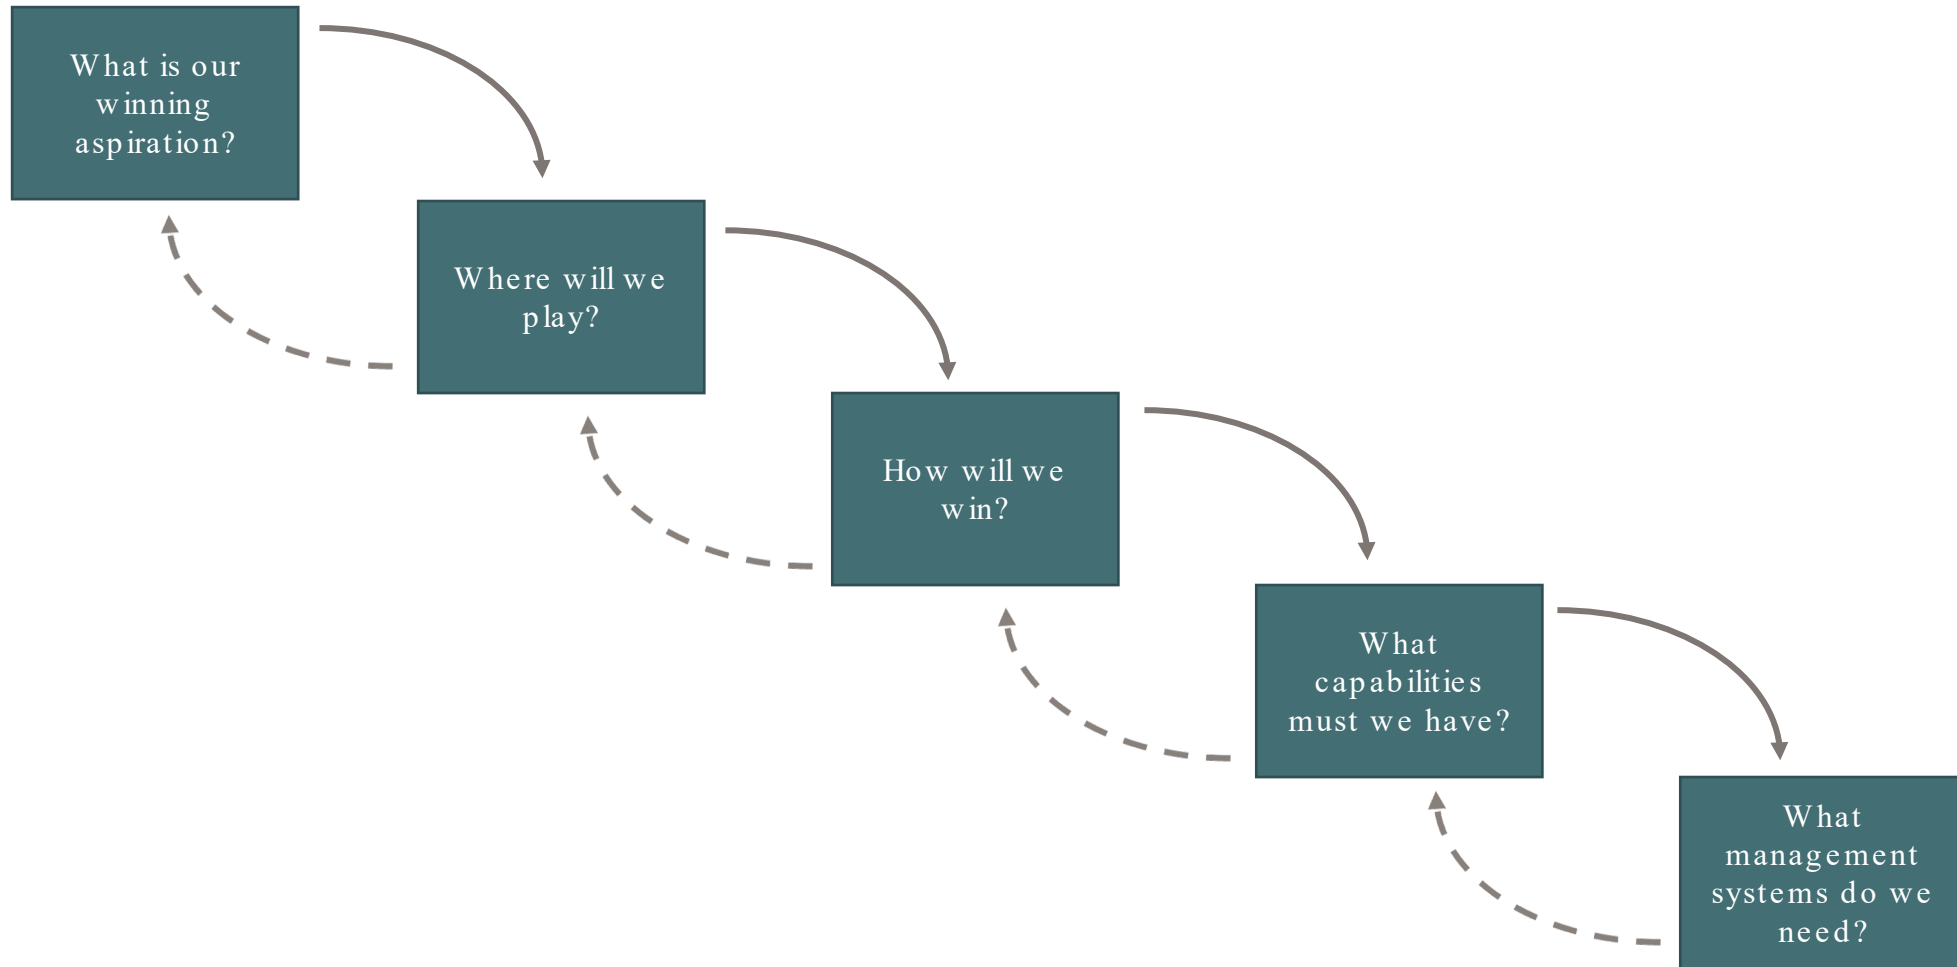 What is our
winning
aspiration?
Where will we
play?
How will we
win?
What
capabilities
must we have?
What
management
systems do we
need?